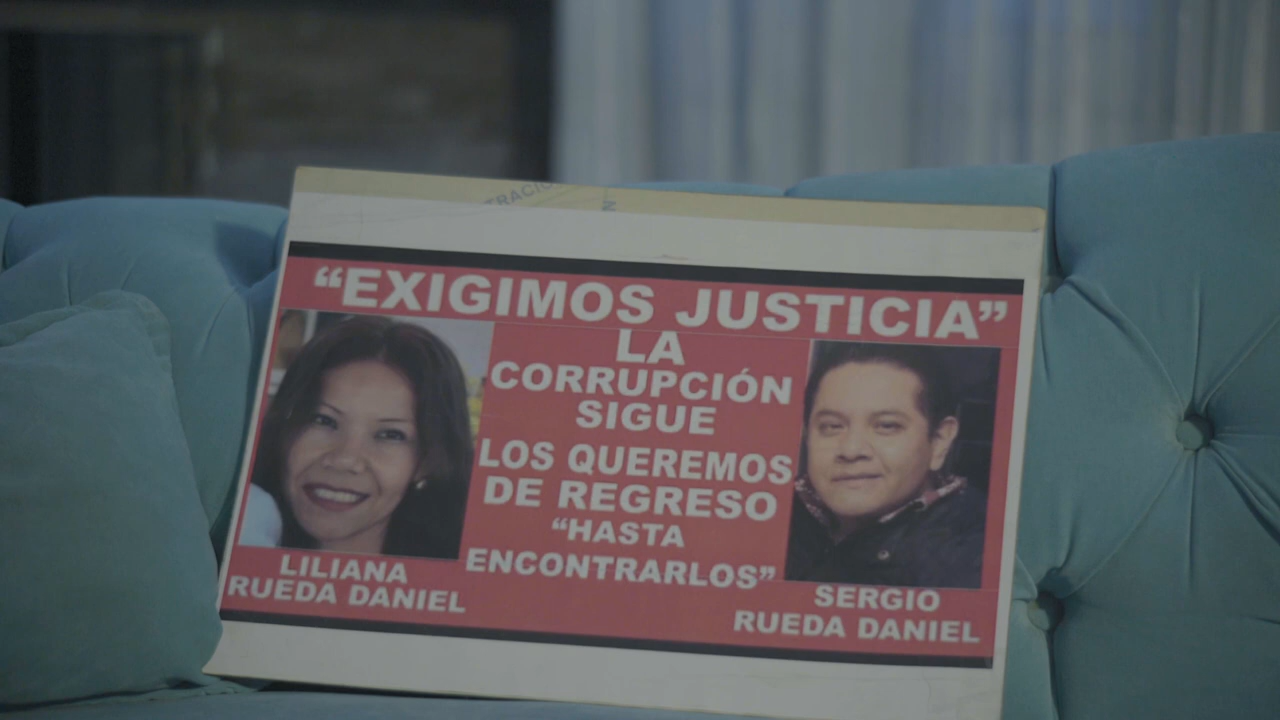 “EXIGIMOS JUSTICIA”
LA
CORRUPCIÓN
SIGUE
LOS QUEREMOS
DE REGRESO
“HASTA
ENCONTRARLOS”
LILIANA
RUEDA DANIEL
SERGIO
RUEDA DANIEL